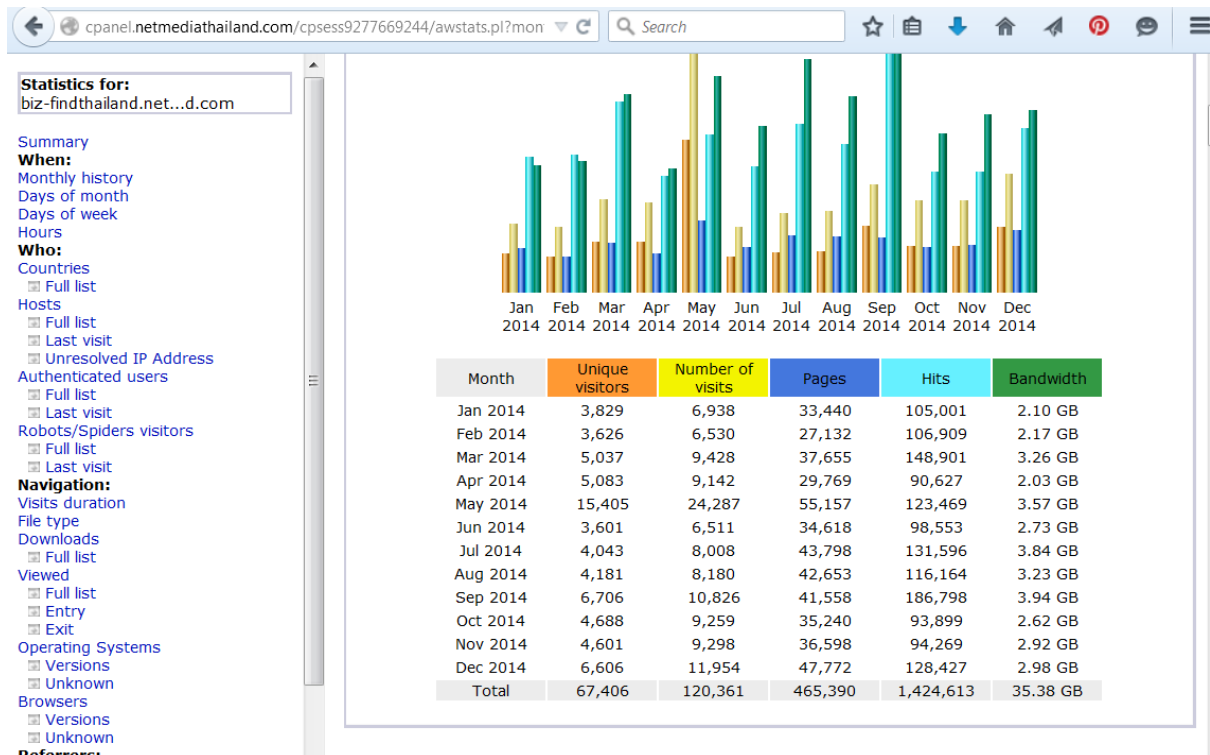 cpanel.netmediathailand.com/cpsess9277669244/awstats.pl?mon
Search
Statistics for:
biz-findthailand.net...d.com
Summary
When:
Monthly history
Days of month
Days of week
Hours
Who:
Countries
Full list
Hosts
Full list
Last visit
Unresolved IP Address
Authenticated users
Full list
Last visit
Robots/Spiders visitors
Full list
Last visit
Navigation:
Visits duration
File type
Downloads
Full list
Viewed
Full list
Entry
Exit
Operating Systems
Versions
Unknown
Browsers
Versions
Unknown
Referrers:
Jan Feb Mar Apr May Jun Jul Aug Sep Oct Nov Dec
2014 2014 2014 2014 2014 2014 2014 2014 2014 2014 2014 2014
Month Unique visitors Number of visits Pages Hits Bandwidth
Jan 2014 3,829 6,938 33,440 105,001 2.10 GB
Feb 2014 3,626 6,530 27,132 106,909 2.17 GB
Mar 2014 5,037 9,428 37,655 148,901 3.26 GB
Apr 2014 5,083 9,142 29,769 90,627 2.03 GB
May 2014 15,405 24,287 55,157 123,469 3.57 GB
Jun 2014 3,601 6,511 34,618 98,553 2.73 GB
Jul 2014 4,043 8,008 43,798 131,596 3.84 GB
Aug 2014 4,181 8,180 42,653 116,164 3.23 GB
Sep 2014 6,706 10,826 41,558 186,798 3.94 GB
Oct 2014 4,688 9,259 35,240 93,899 2.62 GB
Nov 2014 4,601 9,298 36,598 94,269 2.92 GB
Dec 2014 6,606 11,954 47,772 128,427 2.98 GB
Total 67,406 120,361 465,390 1,424,613 35.38 GB